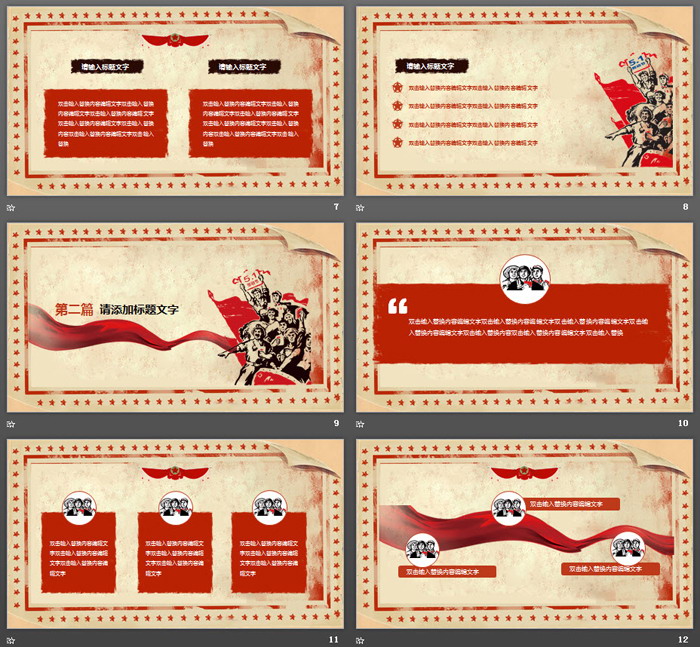 请输入标题文字
请输入标题文字
双击输入替换内容编辑文字双击输入替换
内容编辑文字双击输入替换内容编辑文字
双击输入替换内容编辑文字双击输入替换
内容双击输入替换内容编辑文字双击输入
替换
双击输入替换内容编辑文字双击输入替换
内容编辑文字双击输入替换内容编辑文字
双击输入替换内容编辑文字双击输入替换
内容双击输入替换内容编辑文字双击输入
替换
7
请输入标题文字
双击输入替换内容编辑文字双击输入替换内容编辑文字
双击输入替换内容编辑文字双击输入替换内容编辑文字
双击输入替换内容编辑文字双击输入替换内容编辑文字
双击输入替换内容编辑文字双击输入替换内容编辑文字
5.1
8
第二篇 请添加标题文字
5.1
9
双击输入替换内容编辑文字双击输入替换内容编辑文字双击输入替换内容编辑文字双击输
入替换内容编辑文字双击输入替换内容双击输入替换内容编辑文字双击输入替换
10
双击输入替换内容编辑文
字双击输入替换内容编辑
文字双击输入替换内容编
辑文字
双击输入替换内容编辑文
字双击输入替换内容编辑
文字双击输入替换内容编
辑文字
双击输入替换内容编辑文
字双击输入替换内容编辑
文字双击输入替换内容编
辑文字
11
双击输入替换内容编辑文字
双击输入替换内容编辑文字
双击输入替换内容编辑文字
12